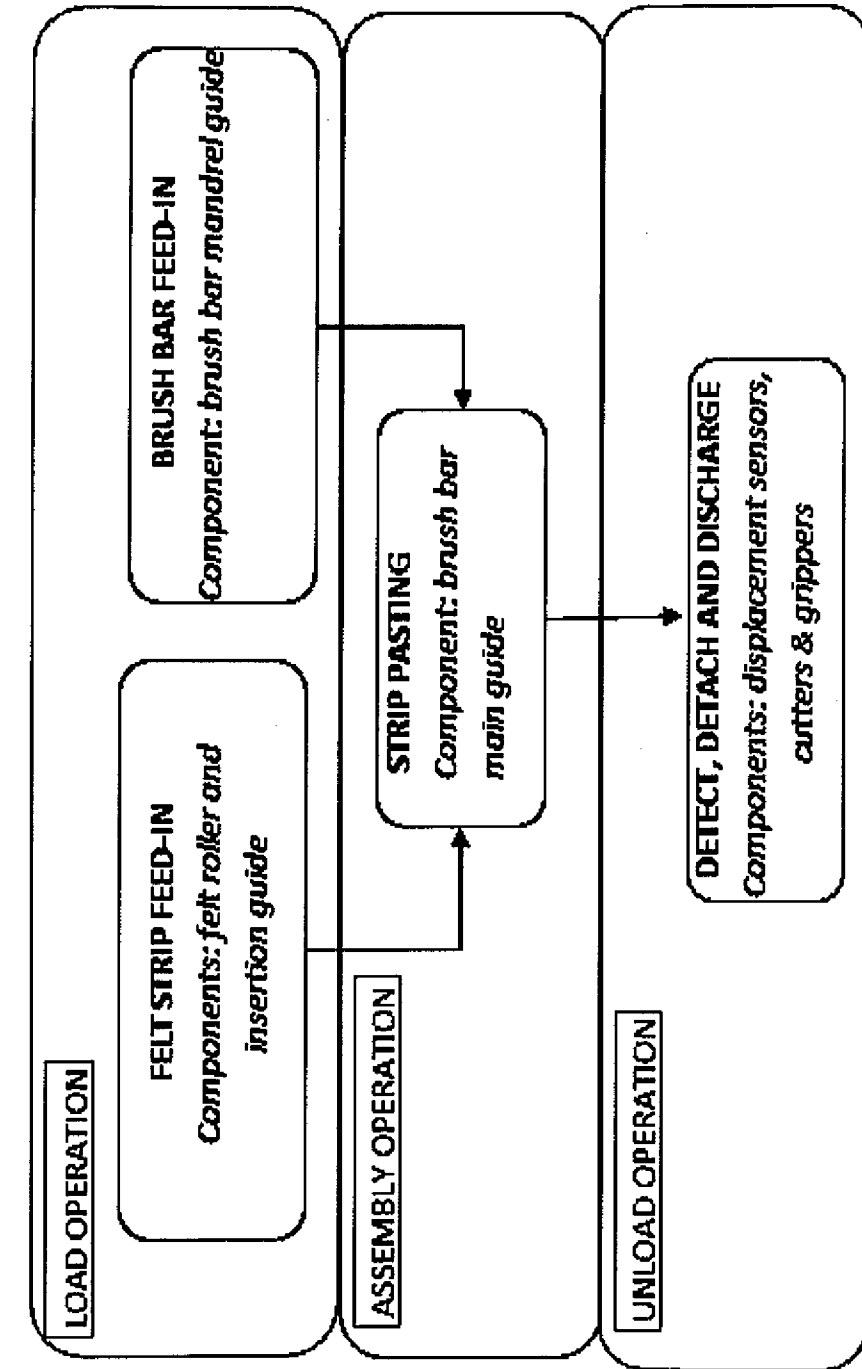 LOAD OPERATION
FELT STRIP FEED-IN
Components: felt roller and
insertion guide
BRUSH BAR FEED-IN
Component: brush bar mandrel guide
ASSEMBLY OPERATION
STRIP PASTING
Component: brush bar
main guide
UNLOAD OPERATION
DETECT, DETACH AND DISCHARGE
Components: displacement sensors,
cutters & grippers